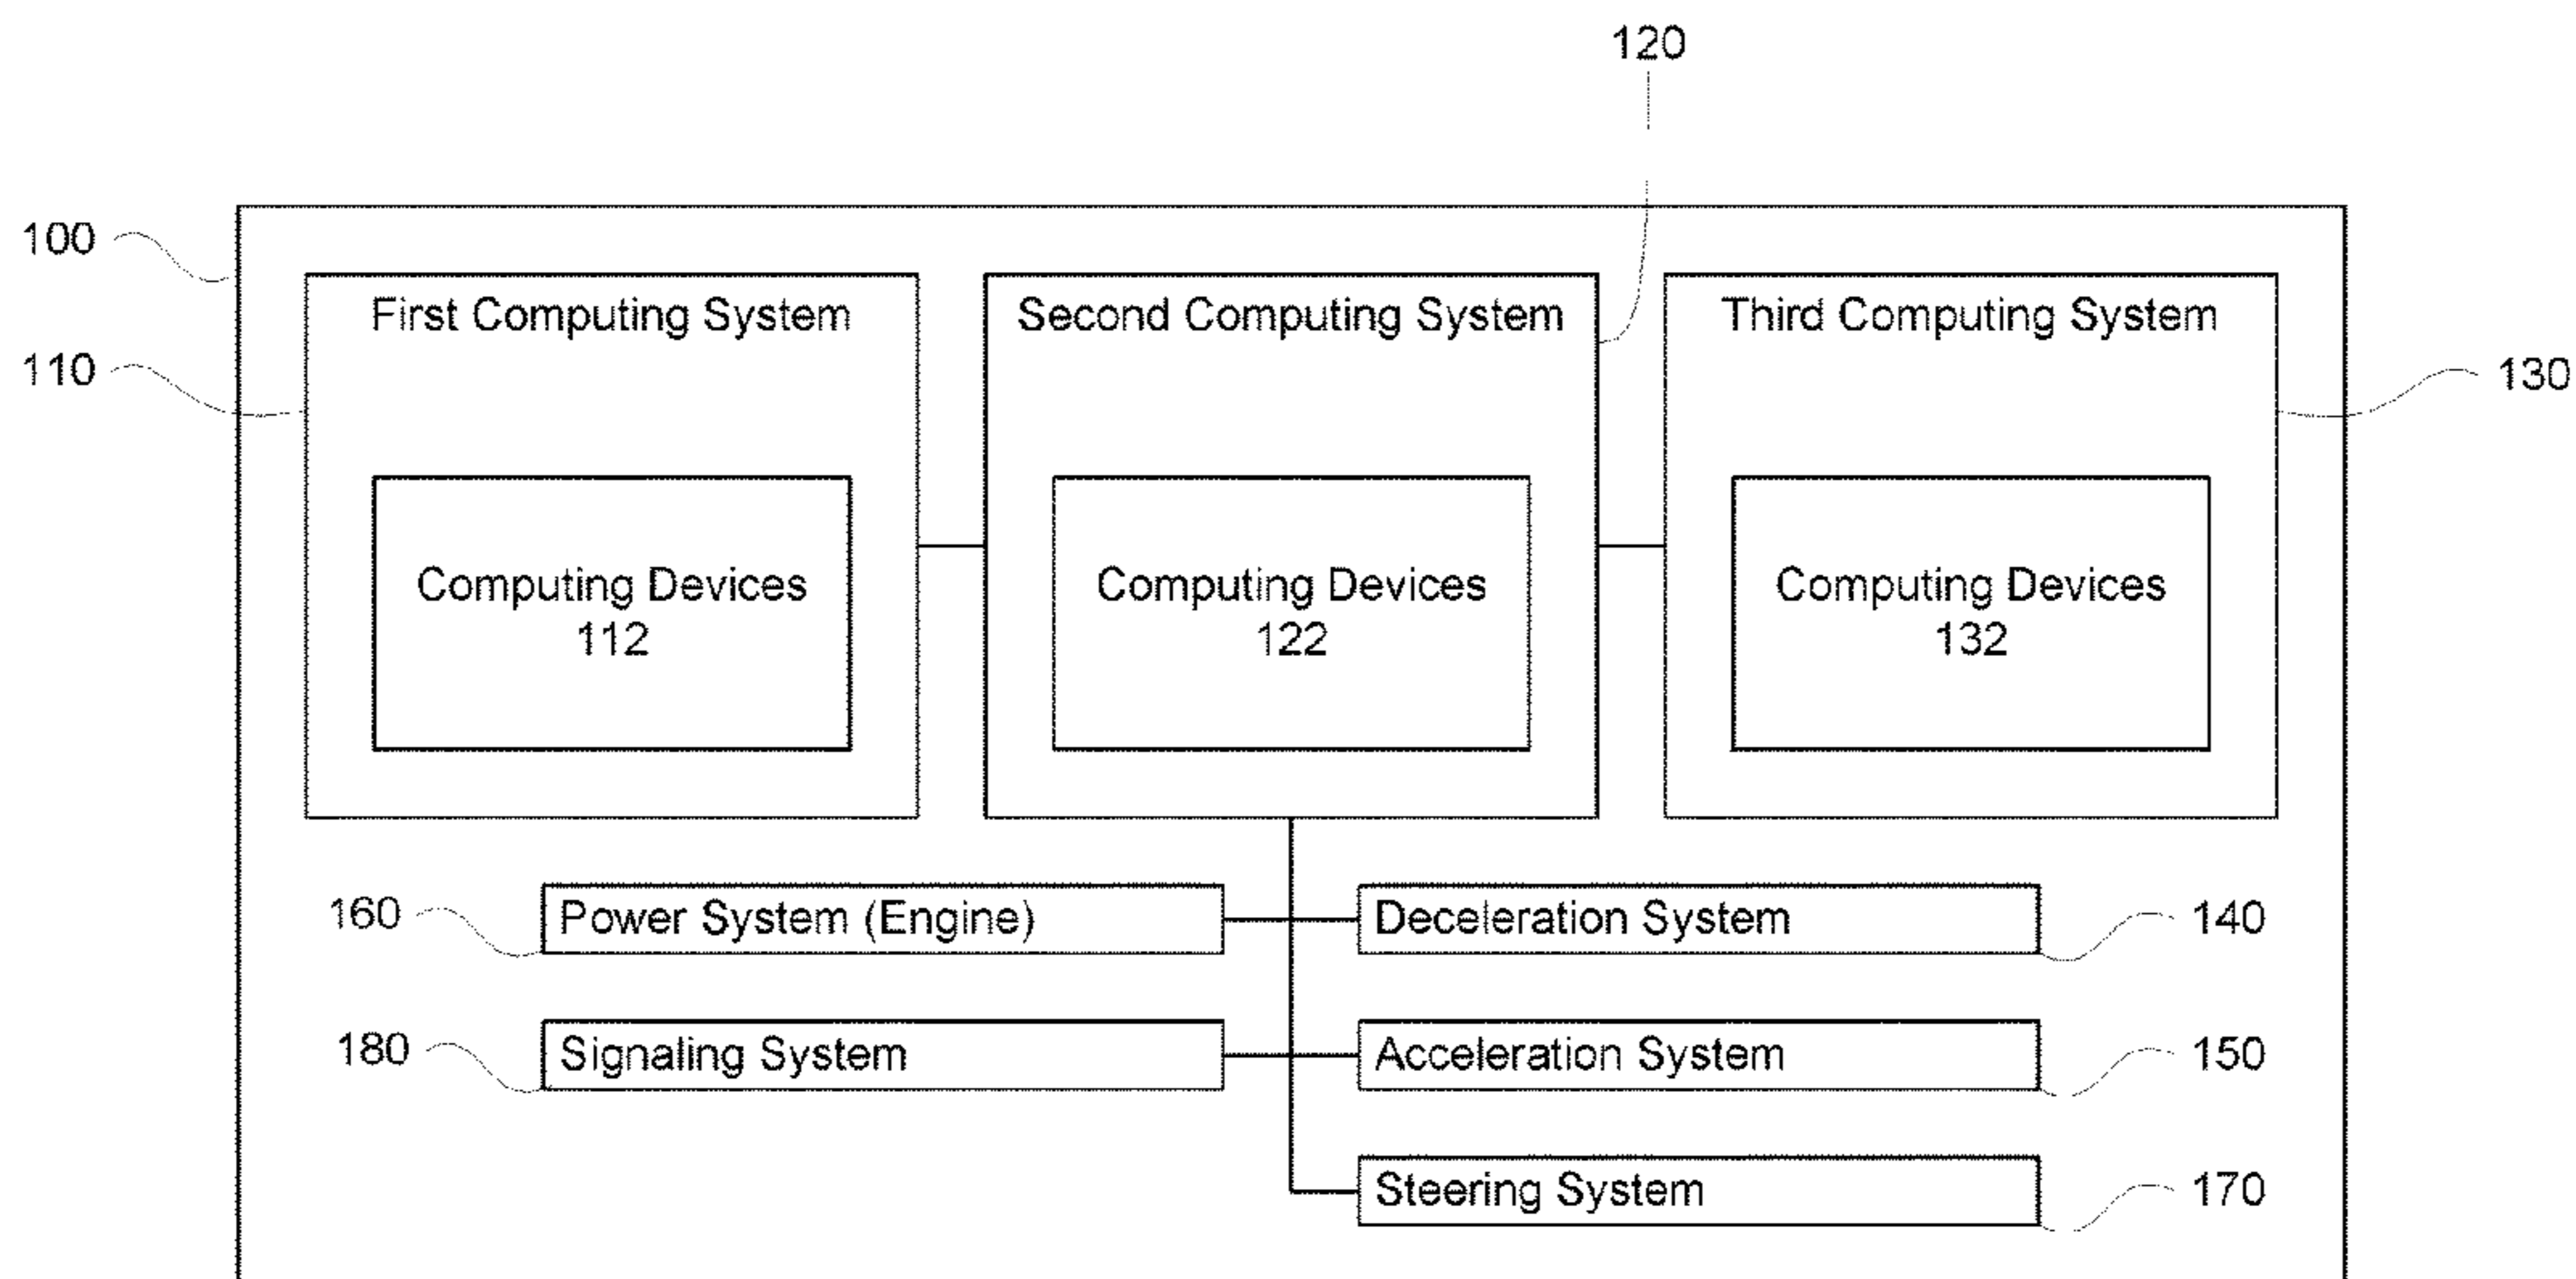 120
100
First Computing System
Second Computing System
Third Computing System
110
130
Computing Devices
112
Computing Devices
122
Computing Devices
132
160
Power System (Engine)
Deceleration System
140
180
Signaling System
Acceleration System
150
Steering System
170